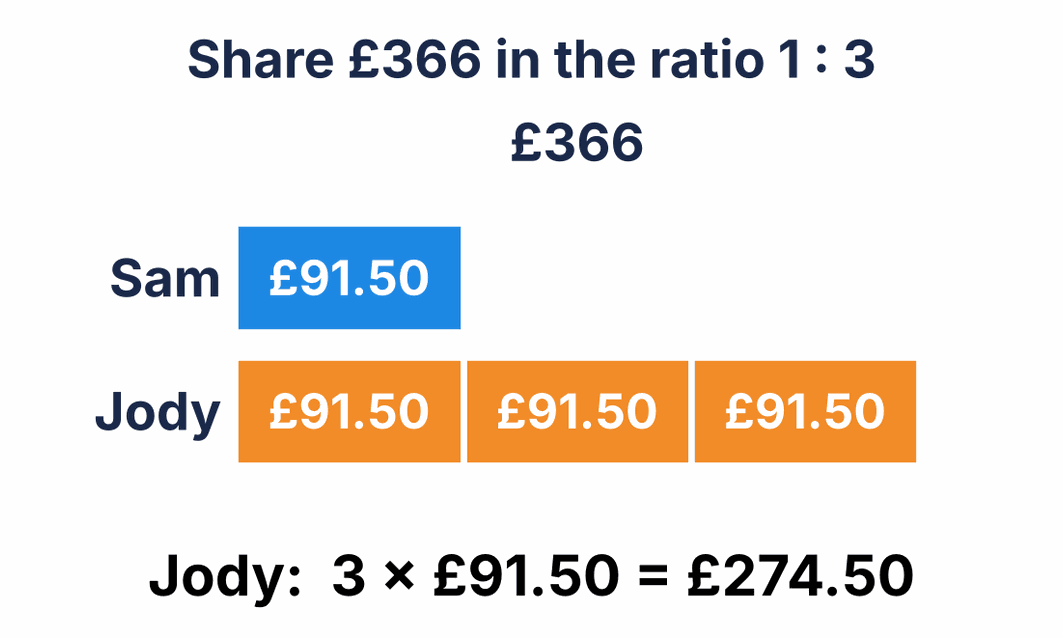 Share £366 in the ratio 1 : 3
£366
Sam £91.50
Jody £91.50 £91.50 £91.50
Jody: 3 × £91.50 = £274.50